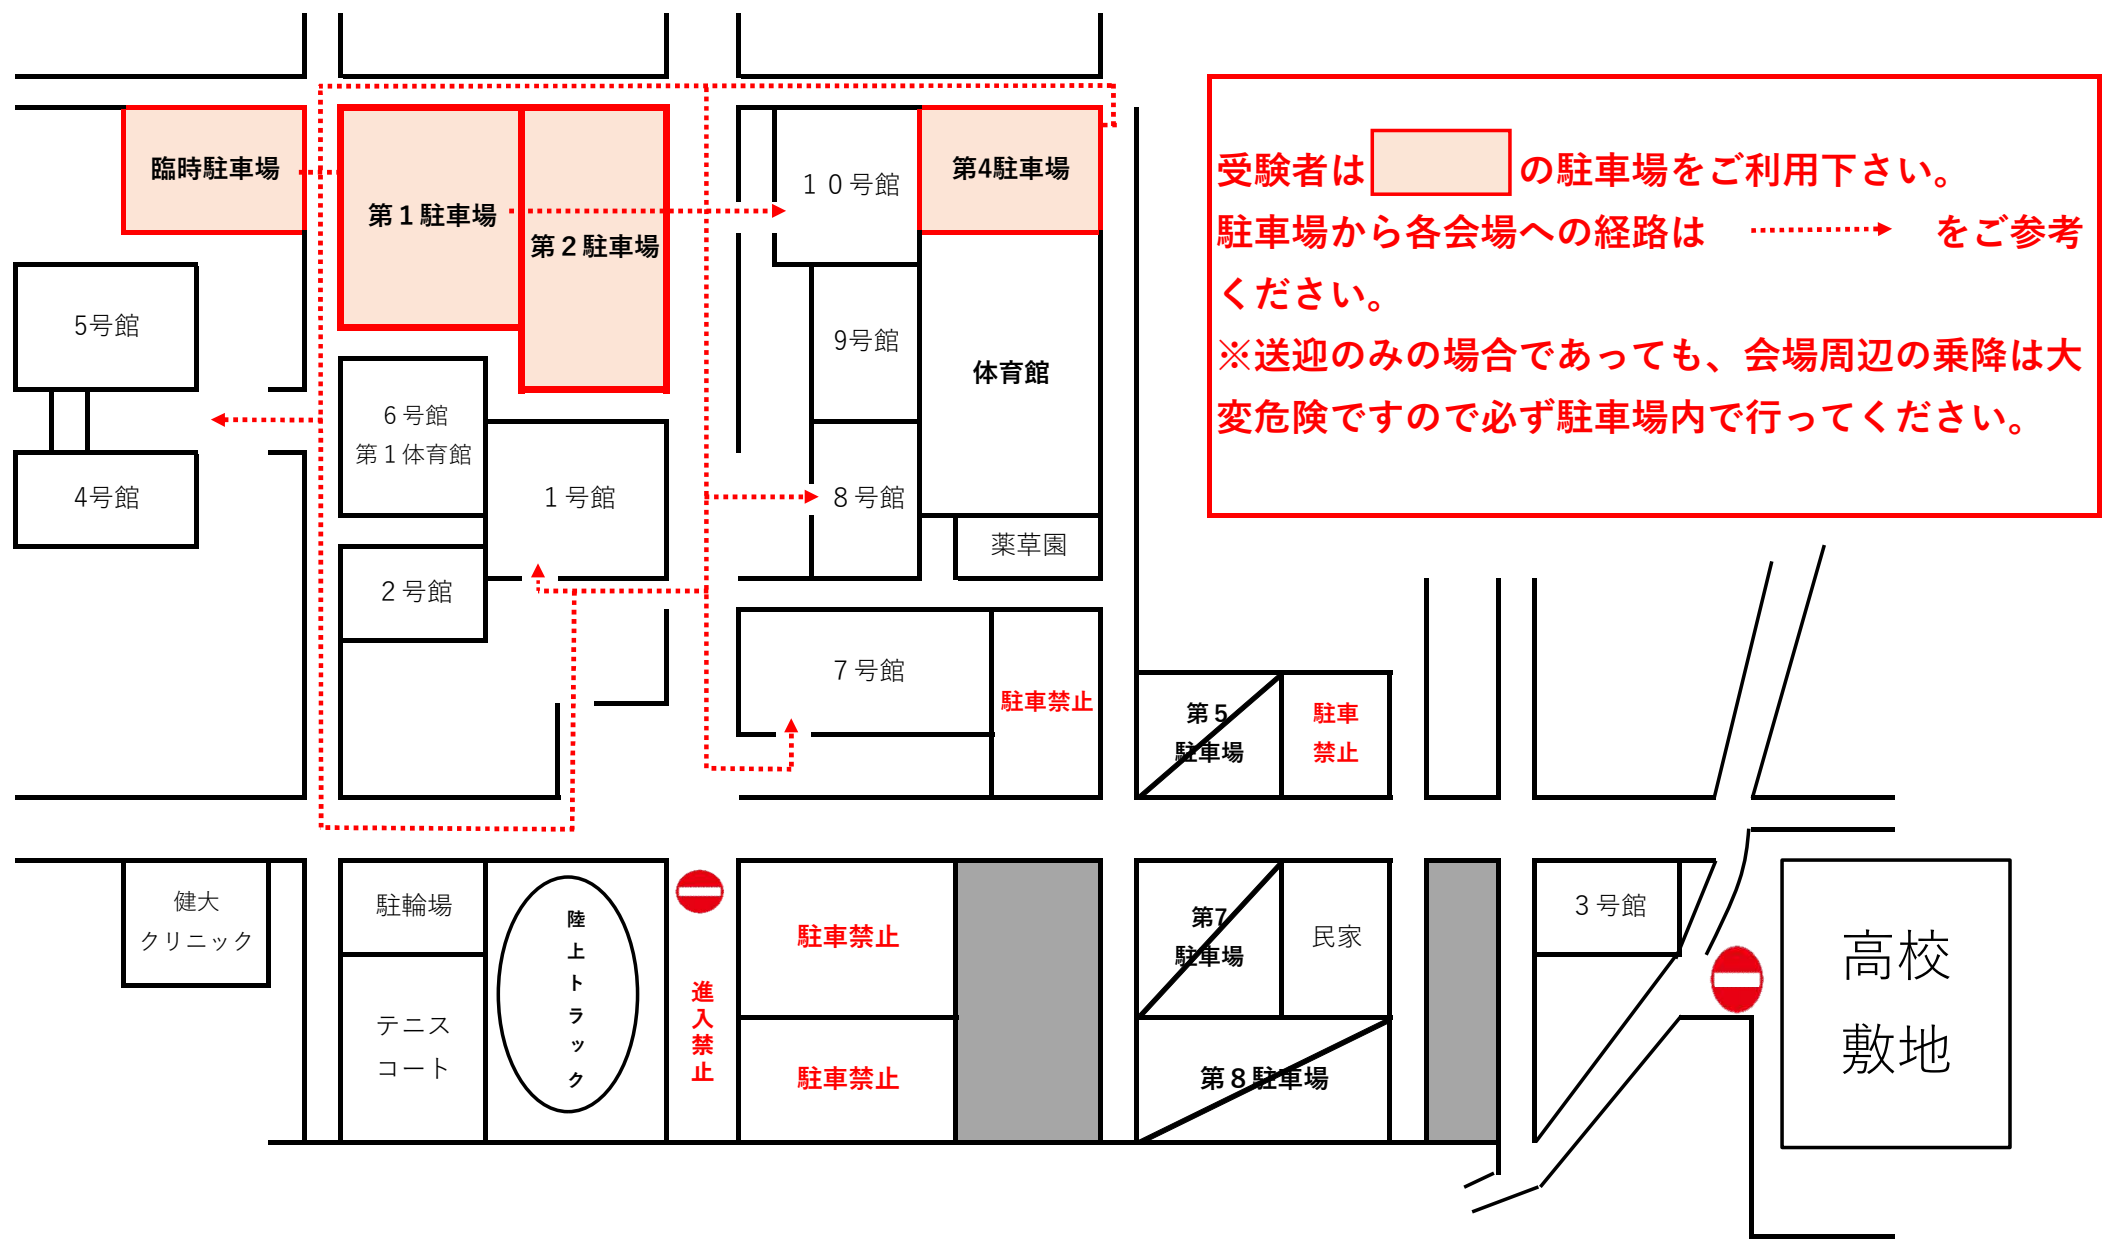 臨時駐車場
第１駐車場
第２駐車場
１０号館
第4駐車場
受験者は　の駐車場をご利用下さい。
駐車場から各会場への経路は　をご参考
ください。
※送迎のみの場合であっても、会場周辺の乗降は大
変危険ですので必ず駐車場内で行ってください。
5号館
4号館
６号館
第１体育館
１号館
２号館
9号館
８号館
体育館
薬草園
７号館
駐車禁止
第５
駐車場
駐車
禁止
健大
クリニック
駐輪場
テニス
コート
陸上トラック
進入禁止
駐車禁止
駐車禁止
第7
駐車場
民家
第８駐車場
３号館
高校
敷地